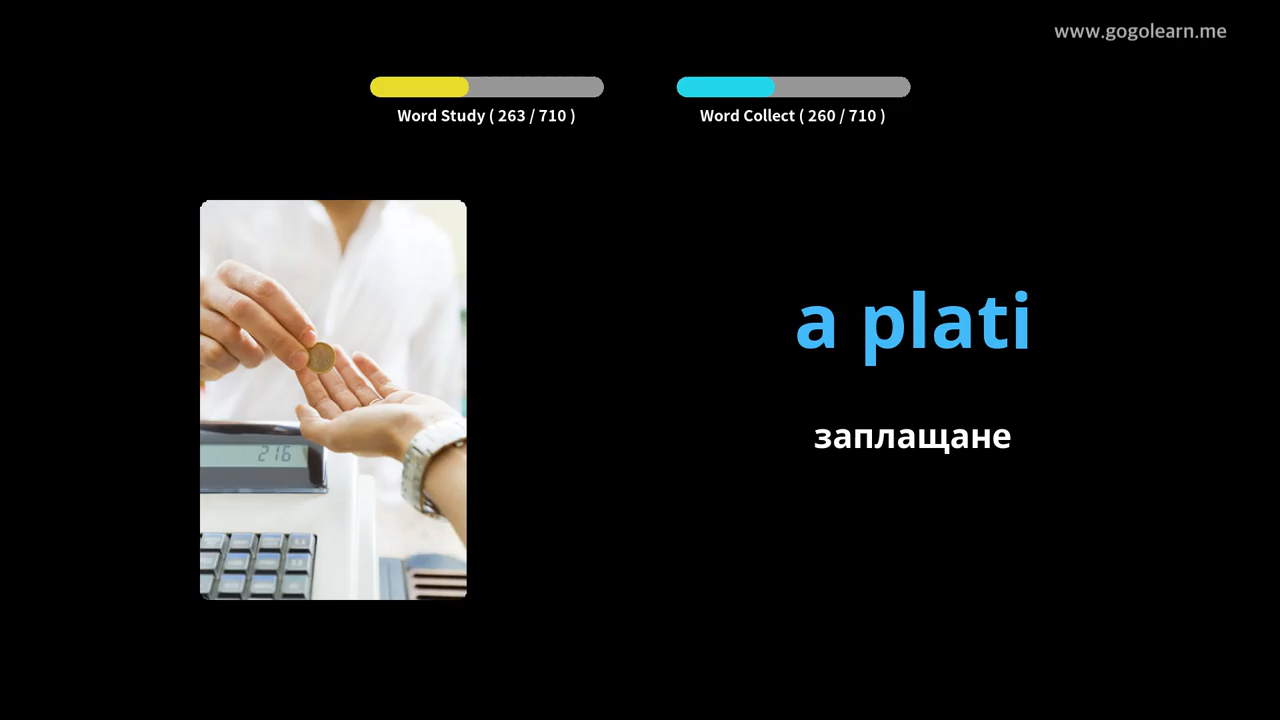 www.gogolearn.me
Word Study ( 263 / 710 )
Word Collect ( 260 / 710 )
a plati
заплащане
216